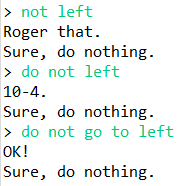 > not left
Roger that.
Sure, do nothing.
> do not left
10-4.
Sure, do nothing.
> do not go to left
OK!
Sure, do nothing.